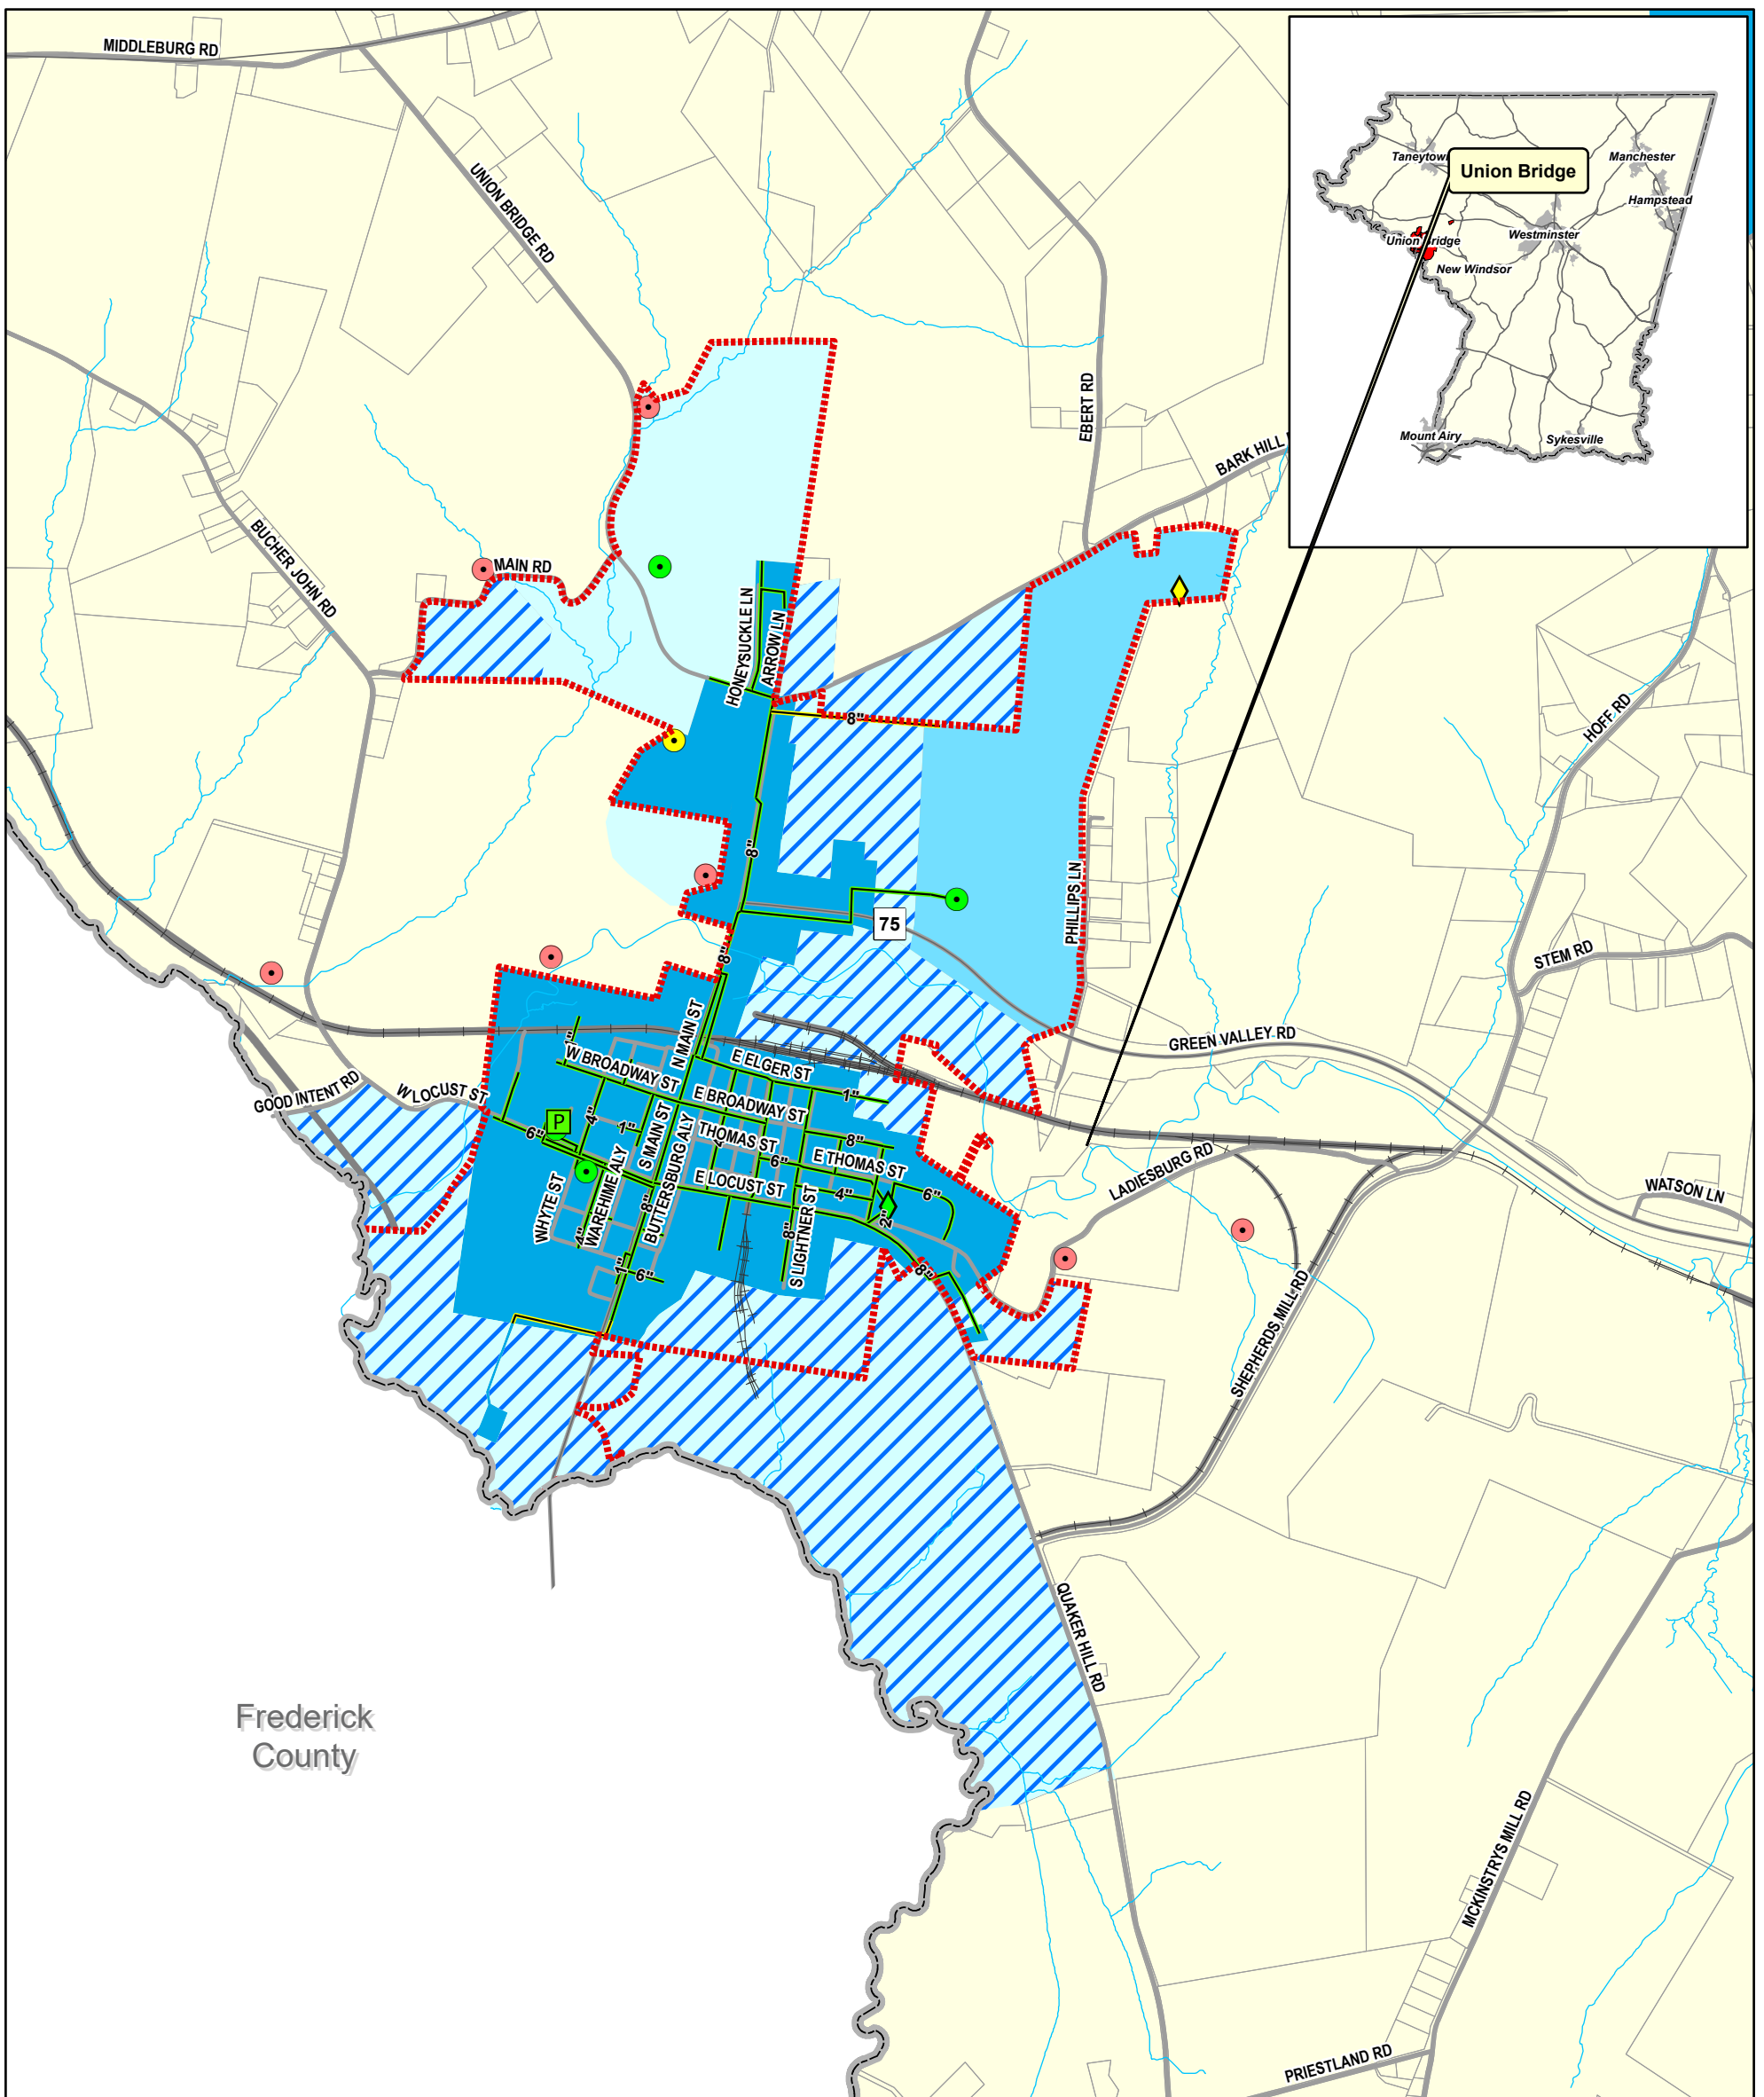 MIDDLEBURG RD
UNION BRIDGE RD
Taneytown
Manchester
Union Bridge
Hampstead
Westminster
Union Bridge
New Windsor
Mount Airy
Sykesville
EBERT RD
BARK HILL
BUCHER JOHN RD
MAIN RD
HONEYSUCKLE LN
ARROW LN
8"
HOFF RD
8"
PHILLIPS LN
75
8"
STEM RD
N MAIN ST
GREEN VALLEY RD
W BROADWAY ST
E ELGER ST
GOOD INTENT RD
W LOCUST ST
1"
E BROADWAY ST
4"
P
6"
1"
S MAIN ST
BUTTERSBURG ALY
THOMAS ST
8"
6"
E THOMAS ST
LADIESBURG RD
WHYTE ST
WAREHIME ALY
E LOCUST ST
4"
6"
WATSON LN
8"
S LIGHTNER ST
2"
4"
8"
1"
6"
8"
SHEPHERDS MILL RD
QUAKER HILL RD
Frederick
County
MCKINSTRYS MILL RD
PRIESTLAND RD